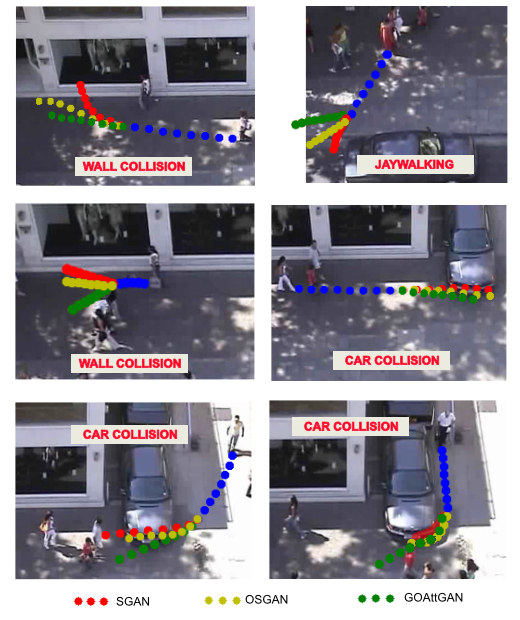 WALL COLLISION
JAYWALKING
WALL COLLISION
CAR COLLISION
CAR COLLISION
CAR COLLISION
SGAN
OSGAN
GOAttGAN